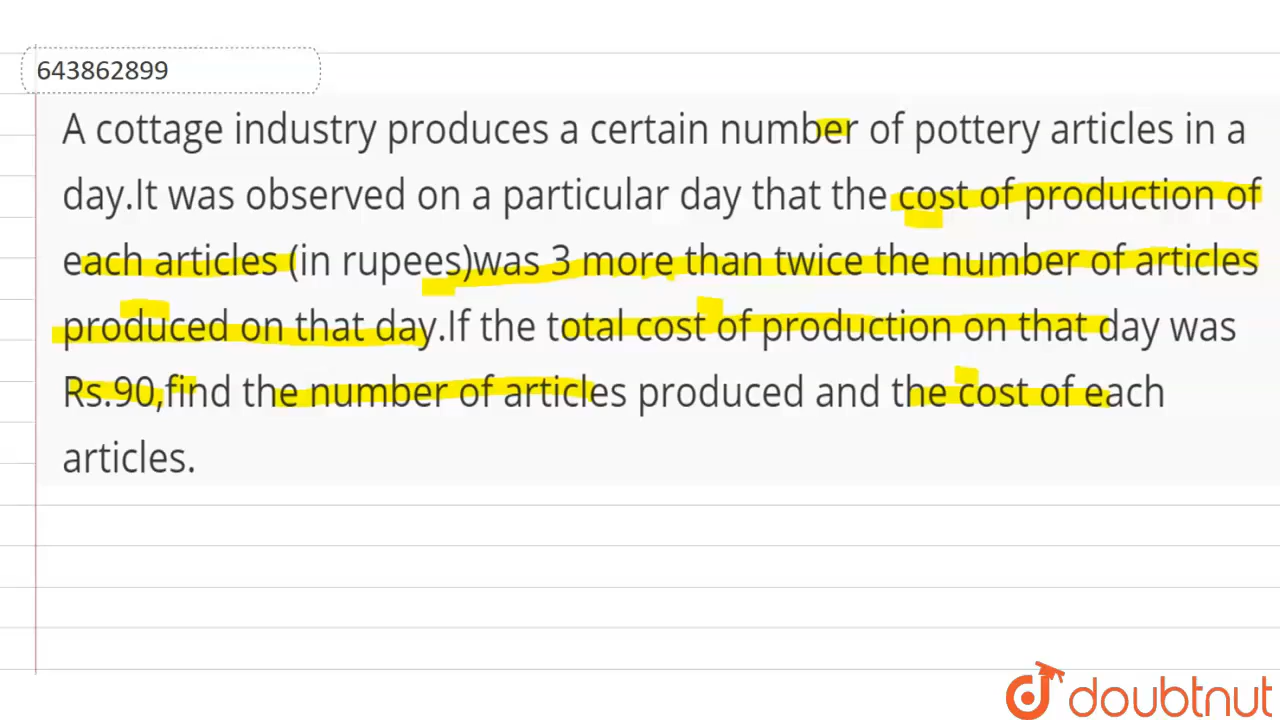 643862899
A cottage industry produces a certain number of pottery articles in a
day.It was observed on a particular day that the cost of production of
each articles (in rupees)was 3 more than twice the number of articles
produced on that day.If the total cost of production on that day was
Rs.90,find the number of articles produced and the cost of each
articles.
doubtnut